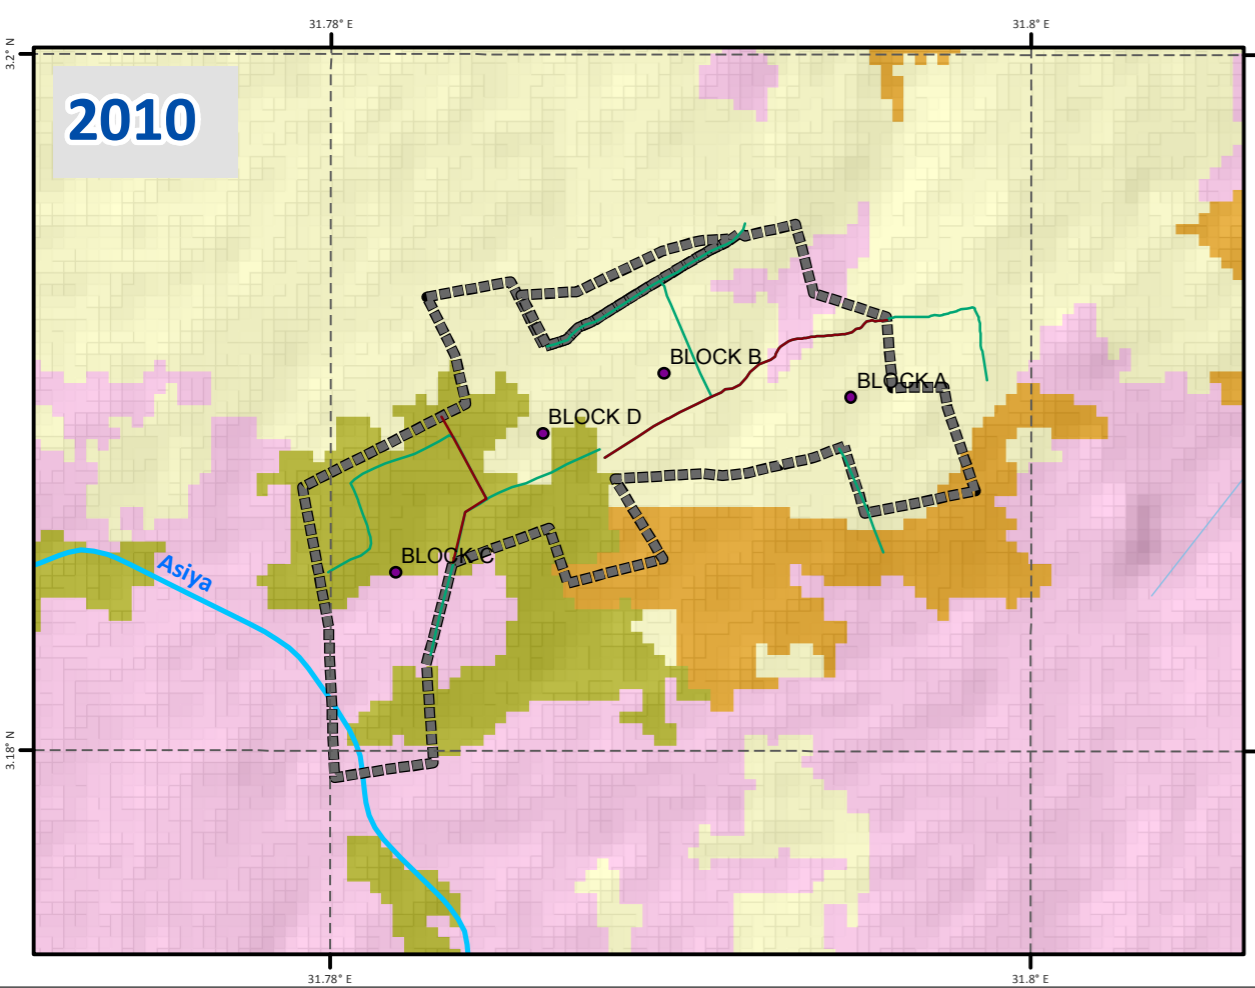 31.78° E
31.8° E
3.2° N
2010
BLOCK B
BLOCK A
BLOCK D
BLOCK C
Asiya
3.18° N
31.78° E
31.8° E